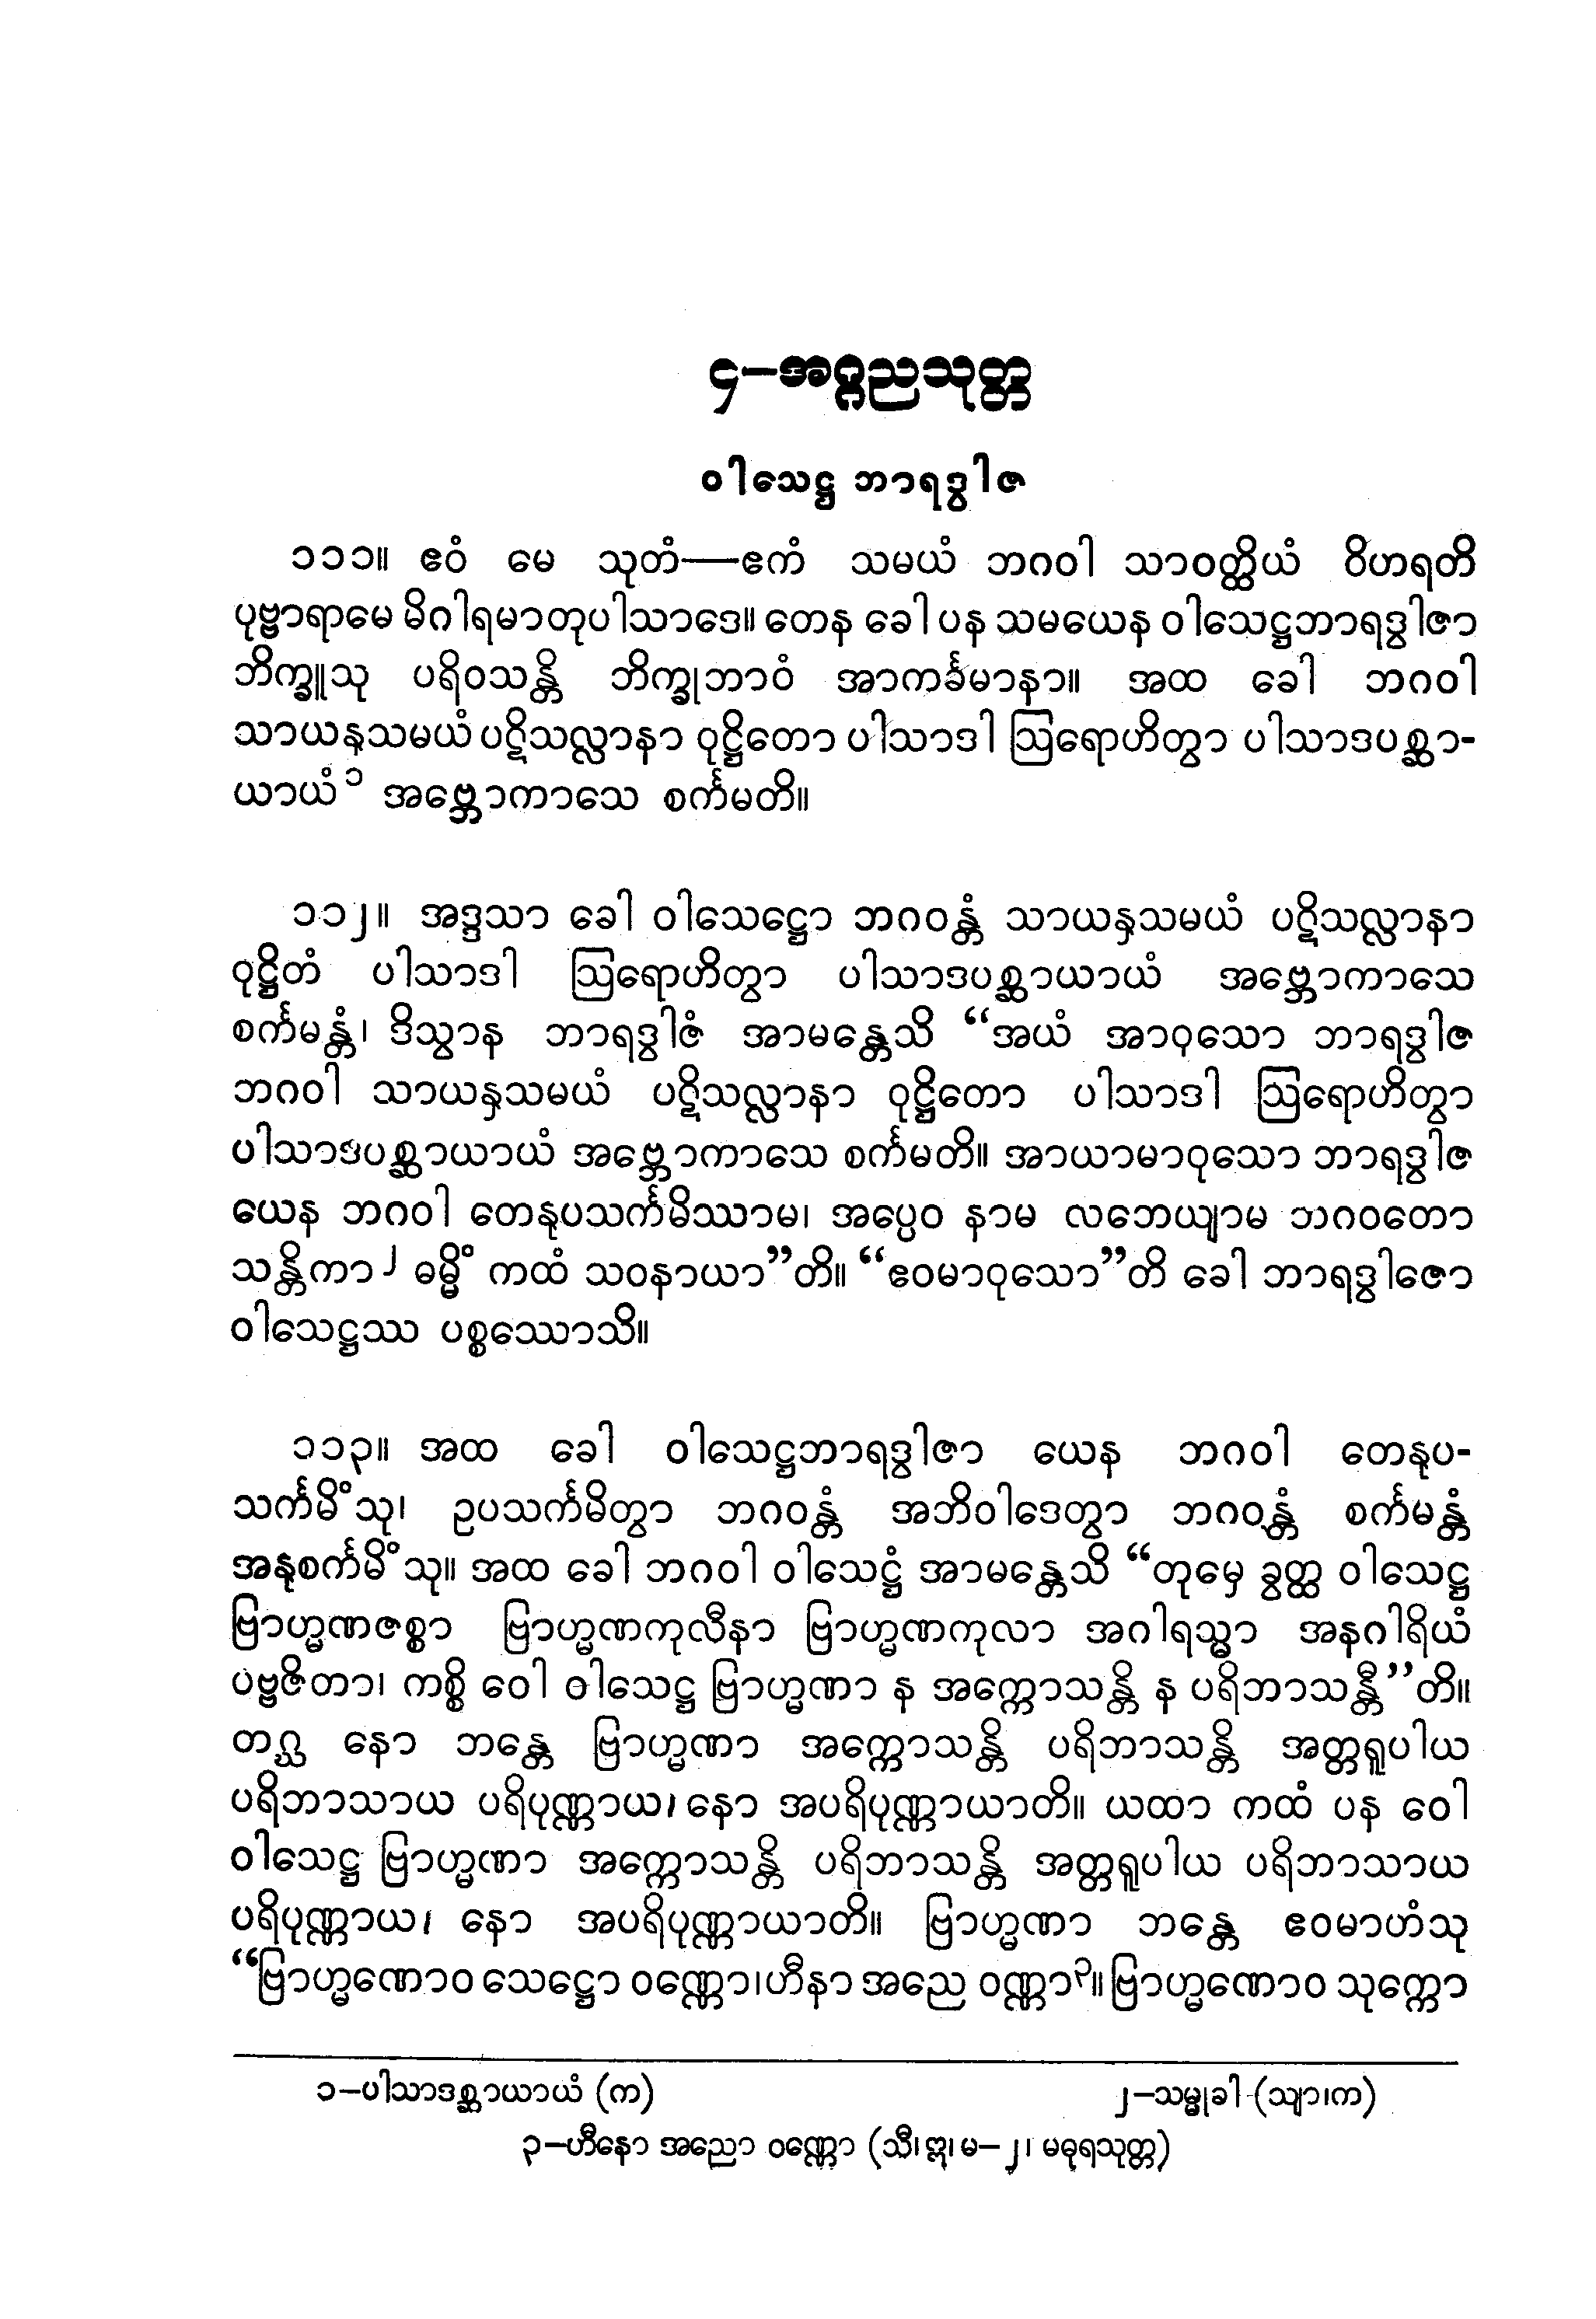 ၄–အဂ္ဂညသုတ္တ
ဝါသေဋ္ဌ ဘာရဒွါဇ
၁၁၁။ ဧဝံ မေ သုတံ—ဧကံ သမယံ ဘဂဝါ သာဝတ္ထိယံ ဝိဟရတိ
ပုဗ္ဗာရာမေ မိဂါရမာတုပါသာဒေ။ တေန ခေါ ပန သမယေန ဝါသေဋ္ဌဘာရဒွါဇာ
ဘိက္ခူသု ပရိဝသန္တိ ဘိက္ခုဘာဝံ အာကင်္ခမာနာ။ အထ ခေါ ဘဂဝါ
သာယနှသမယံ ပဋိသလ္လာနာ ဝုဋ္ဌိတော ပါသာဒါ ဩရောဟိတွာ ပါသာဒပစ္ဆာ-
ယာယံ၁ အဗ္ဘောကာသေ စင်္ကမတိ။
၁၁၂။ အဒ္ဒသာ ခေါ ဝါသေဋ္ဌော ဘဂဝန္တံ သာယနှသမယံ ပဋိသလ္လာနာ
ဝုဋ္ဌိတံ ပါသာဒါ ဩရောဟိတွာ ပါသာဒပစ္ဆာယာယံ အဗ္ဘောကာသေ
စင်္ကမန္တံ၊ ဒိသွာန ဘာရဒွါဇံ အာမန္တေသိ “အယံ အာဝုသော ဘာရဒွါဇ
ဘဂဝါ သာယနှသမယံ ပဋိသလ္လာနာ ဝုဋ္ဌိတော ပါသာဒါ ဩရောဟိတွာ
ပါသာဒပစ္ဆာယာယံ အဗ္ဘောကာသေ စင်္ကမတိ။ အာယာမာဝုသော ဘာရဒွါဇ
ယေန ဘဂဝါ တေနုပသင်္ကမိဿာမ၊ အပ္ပေဝ နာမ လဘေယျာမ ဘဂဝတော
သန္တိကာ၂ ဓမ္မိံ ကထံ သဝနာယာ”တိ။ “ဧဝမာဝုသော”တိ ခေါ ဘာရဒွါဇော
ဝါသေဋ္ဌဿ ပစ္စဿောသိ။
၁၁၃။ အထ ခေါ ဝါသေဋ္ဌဘာရဒွါဇာ ယေန ဘဂဝါ တေနုပ-
သင်္ကမိံသု၊ ဥပသင်္ကမိတွာ ဘဂဝန္တံ အဘိဝါဒေတွာ ဘဂဝန္တံ စင်္ကမန္တံ
အနုစင်္ကမိံသု။ အထ ခေါ ဘဂဝါ ဝါသေဋ္ဌံ အာမန္တေသိ “တုမှေ ခွတ္ထ ဝါသေဋ္ဌ
ဗြာဟ္မဏဇစ္စာ ဗြာဟ္မဏကုလီနာ ဗြာဟ္မဏကုလာ အဂါရသ္မာ အနဂါရိယံ
ပဗ္ဗဇိတာ၊ ကစ္စိ ဝေါ ဝါသေဋ္ဌ ဗြာဟ္မဏာ န အက္ကောသန္တိ န ပရိဘာသန္တီ”တိ။
တဂ္ဃ နော ဘန္တေ ဗြာဟ္မဏာ အက္ကောသန္တိ ပရိဘာသန္တိ အတ္တရူပါယ
ပရိဘာသာယ ပရိပုဏ္ဏာယ၊ နော အပရိပုဏ္ဏာယာတိ။ ယထာ ကထံ ပန ဝေါ
ဝါသေဋ္ဌ ဗြာဟ္မဏာ အက္ကောသန္တိ ပရိဘာသန္တိ အတ္တရူပါယ ပရိဘာသာယ
ပရိပုဏ္ဏာယ၊ နော အပရိပုဏ္ဏာယာတိ။ ဗြာဟ္မဏာ ဘန္တေ ဧဝမာဟံသု
“ဗြာဟ္မဏောဝ သေဋ္ဌော ဝဏ္ဏော၊ ဟီနာ အညေ ဝဏ္ဏာ၃။ ဗြာဟ္မဏောဝ သုက္ကော
၁–ပါသာဒစ္ဆာယာယံ (က) ၂–သမ္မုခါ (သျာ၊က)
၃–ဟီနော အညော ဝဏ္ဏော (သီ၊ ဣ၊ မ–၂၊ မဓုရသုတ္တ)